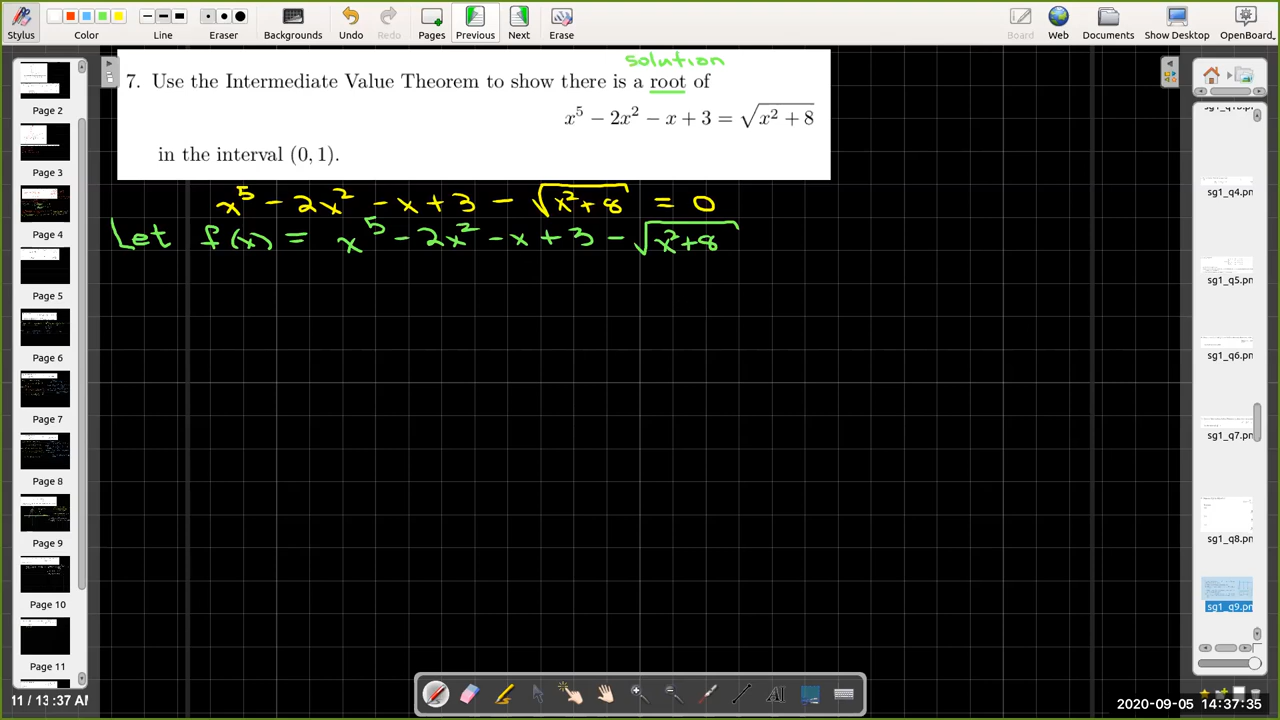 Stylus
Color
Line
Eraser
Backgrounds
Undo
Redo
Pages
Previous
Next
Erase
Board
Web
Documents
Show Desktop
OpenBoard
solution
7. Use the Intermediate Value Theorem to show there is a root of
x⁵ − 2x² − x + 3 = √(x² + 8)
in the interval (0, 1).
x⁵ − 2x² − x + 3 − √(x² + 8) = 0
Let f(x) = x⁵ − 2x² − x + 3 − √(x² + 8)
Page 2
Page 3
Page 4
Page 5
Page 6
Page 7
Page 8
Page 9
Page 10
Page 11
sg1_q4.pn
sg1_q5.pn
sg1_q6.pn
sg1_q7.pn
sg1_q8.pn
sg1_q9.pn
11 / 13:37 AM
2020-09-05 14:37:35